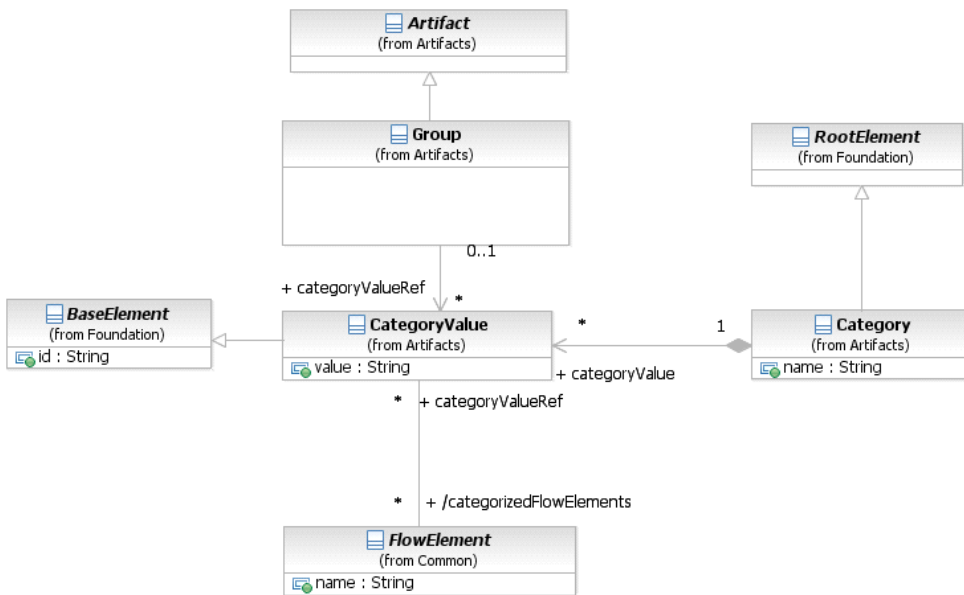 Artifact
(from Artifacts)
Group
(from Artifacts)
RootElement
(from Foundation)
0..1
+ categoryValueRef
*
BaseElement
(from Foundation)
id : String
CategoryValue
(from Artifacts)
value : String
*
1
+ categoryValue
Category
(from Artifacts)
name : String
* + categoryValueRef
* + /categorizedFlowElements
FlowElement
(from Common)
name : String